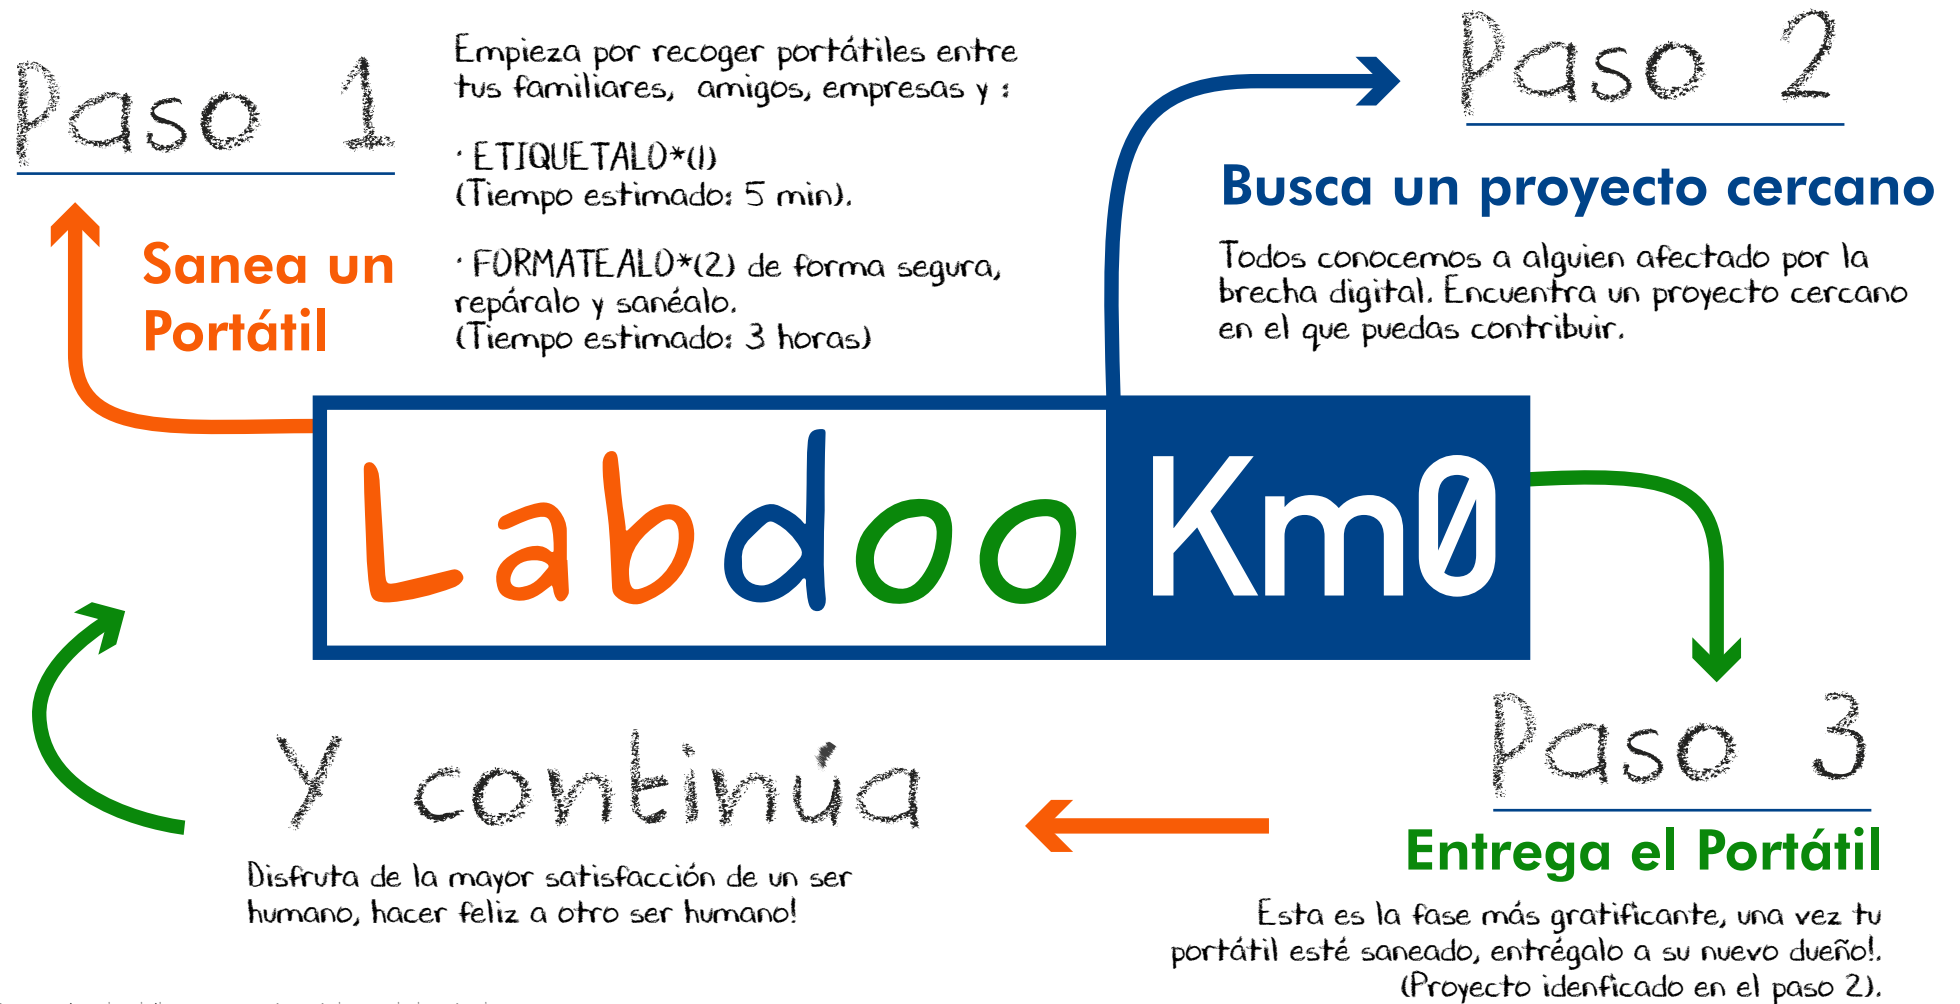 Paso 1
Sanea un
Portátil
Empieza por recoger portátiles entre
tus familiares, amigos, empresas y :
· ETIQUETALO*(1)
(Tiempo estimado: 5 min).
· FORMATEALO*(2) de forma segura,
repáralo y sanéalo.
(Tiempo estimado: 3 horas)
Paso 2
Busca un proyecto cercano
Todos conocemos a alguien afectado por la
brecha digital. Encuentra un proyecto cercano
en el que puedas contribuir.
Labdoo Km0
Paso 3
Entrega el Portátil
Esta es la fase más gratificante, una vez tu
portátil esté saneado, entrégalo a su nuevo dueño!.
(Proyecto idenficado en el paso 2).
Y continúa
Disfruta de la mayor satisfacción de un ser
humano, hacer feliz a otro ser humano!